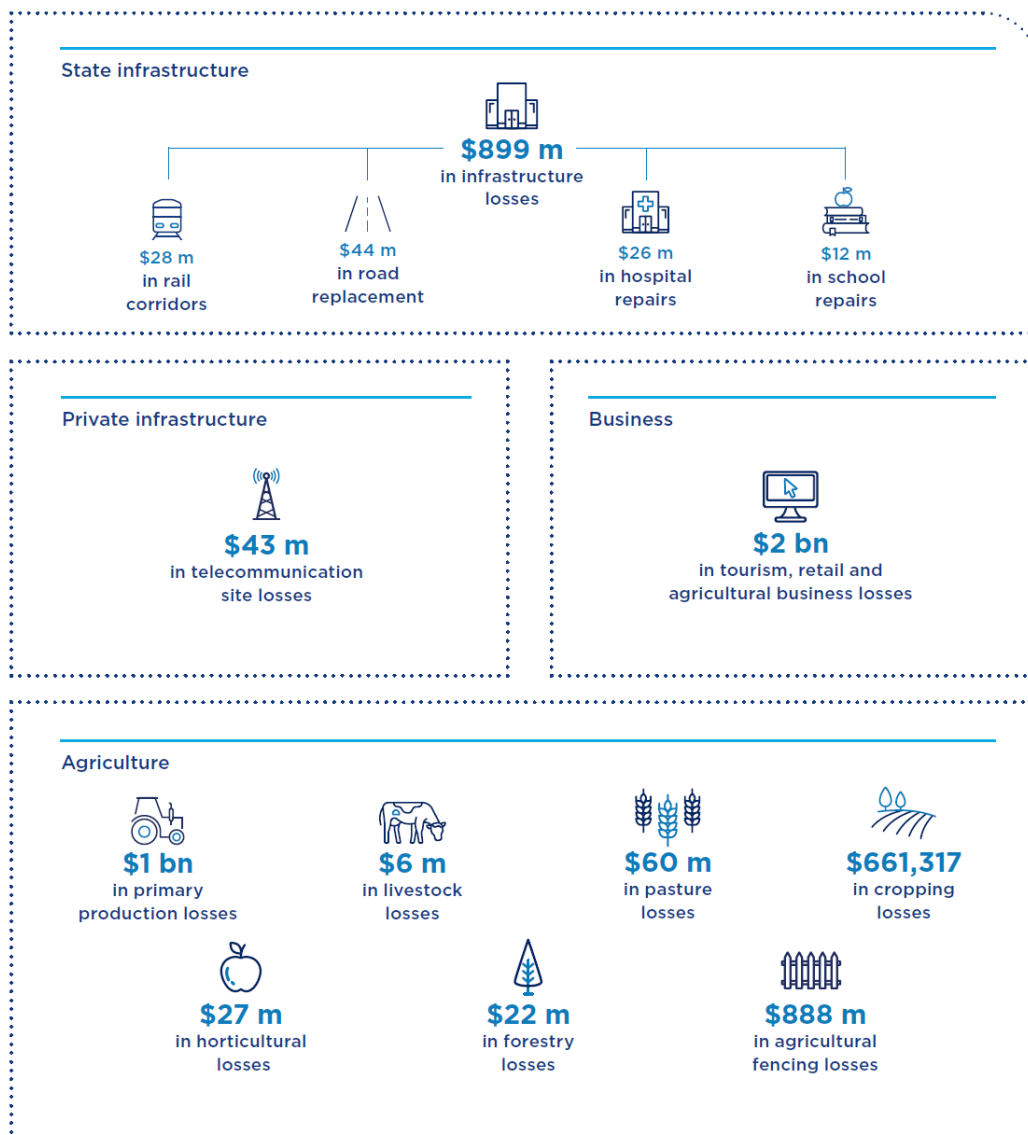 State infrastructure
$899 m
in infrastructure
losses
$28 m
in rail
corridors
$44 m
in road
replacement
$26 m
in hospital
repairs
$12 m
in school
repairs
Private infrastructure
$43 m
in telecommunication
site losses
Business
$2 bn
in tourism, retail and
agricultural business losses
Agriculture
$1 bn
in primary
production losses
$6 m
in livestock
losses
$60 m
in pasture
losses
$661,317
in cropping
losses
$27 m
in horticultural
losses
$22 m
in forestry
losses
$888 m
in agricultural
fencing losses